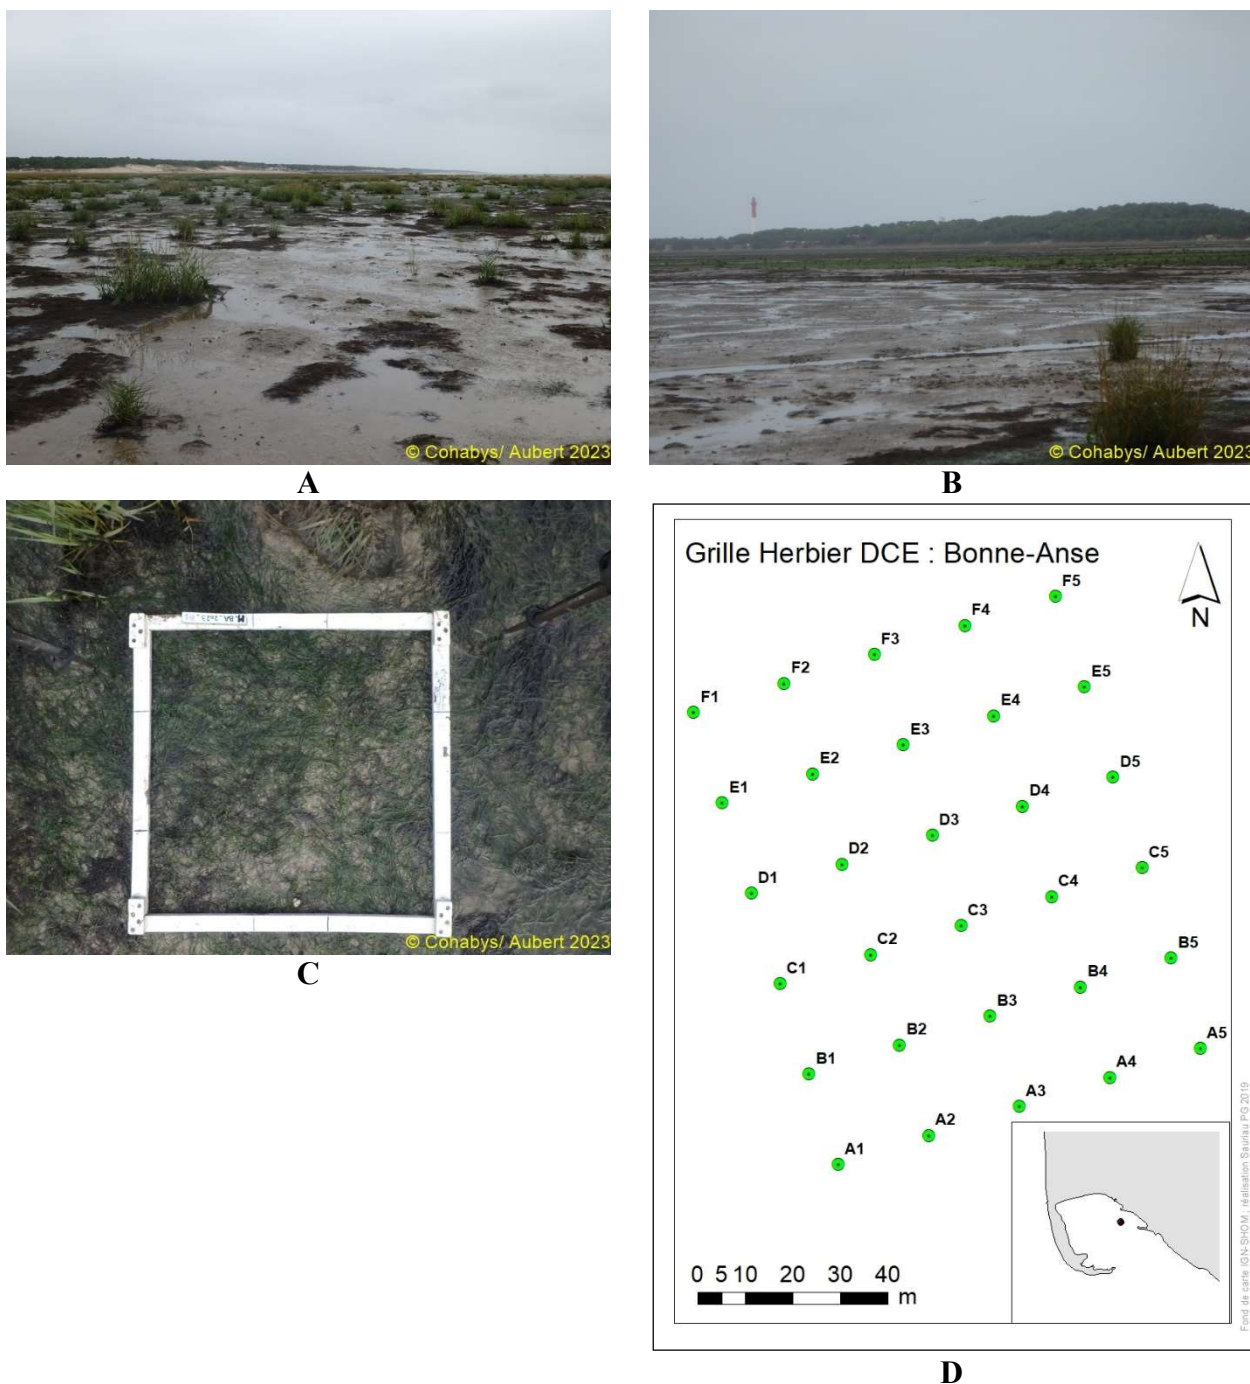 © Cohabys/ Aubert 2023
A
© Cohabys/ Aubert 2023
B
© Cohabys/ Aubert 2023
C
Grille Herbier DCE : Bonne-Anse
N
F5
F4
F3
F2
F1
E5
E4
E3
E2
E1
D5
D4
D3
D2
D1
C5
C4
C3
C2
C1
B5
B4
B3
B2
B1
A5
A4
A3
A2
A1
0 5 10 20 30 40
m
Fond de carte IGN-SHOM ; réalisation Sauriau PG 2019
D